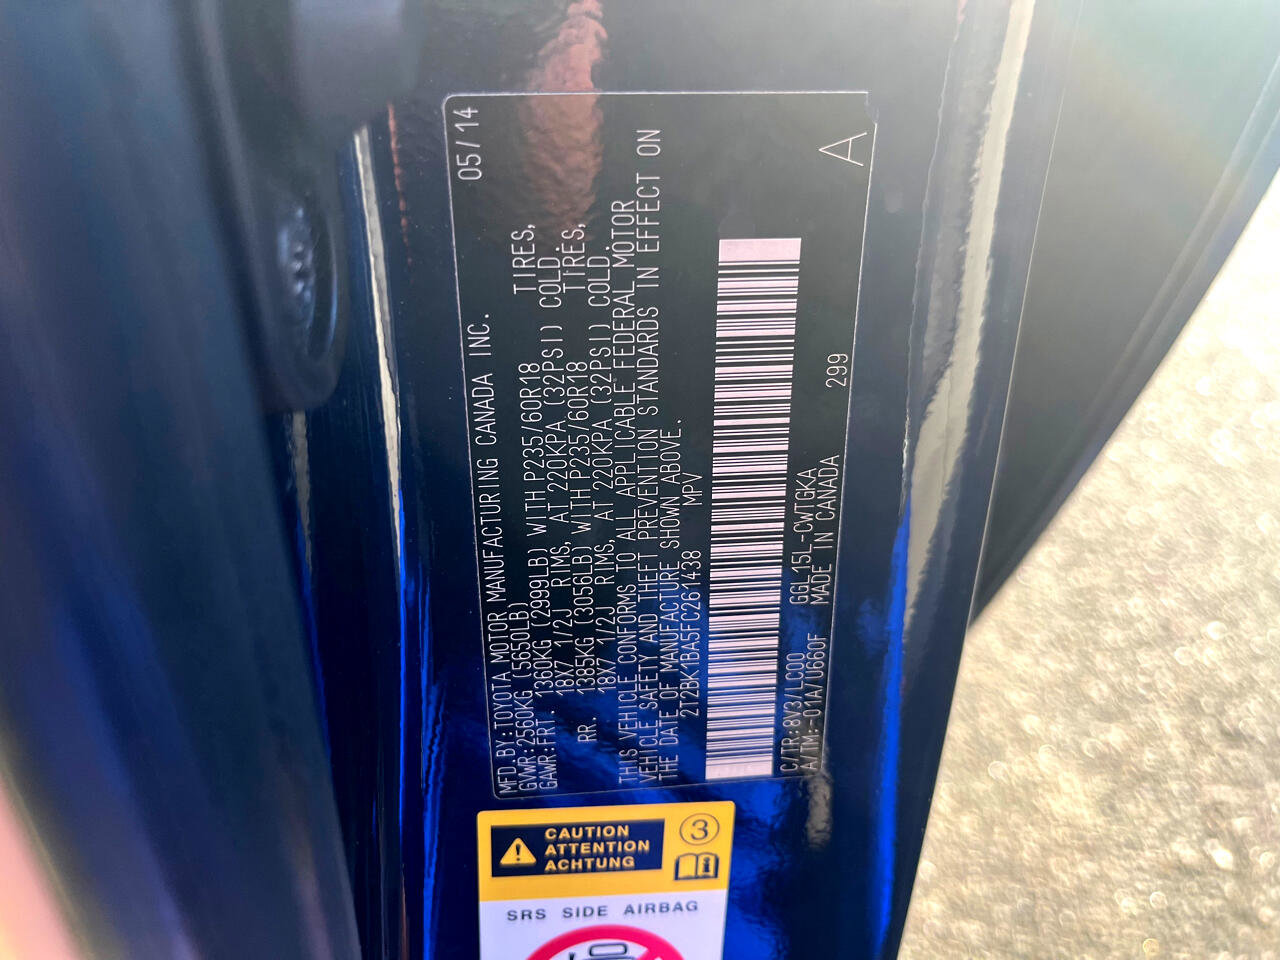 MFD.BY:TOYOTA MOTOR MANUFACTURING CANADA INC. 05/14
GVWR:2560KG (5650LB)
GAWR:FRT. 1360KG (2999LB) WITH P235/60R18 TIRES,
18X7 1/2J RIMS, AT 220KPA (32PSI) COLD.
RR. 1385KG (3056LB) WITH P235/60R18 TIRES,
18X7 1/2J RIMS, AT 220KPA (32PSI) COLD.
THIS VEHICLE CONFORMS TO ALL APPLICABLE FEDERAL MOTOR
VEHICLE SAFETY AND THEFT PREVENTION STANDARDS IN EFFECT ON
THE DATE OF MANUFACTURE SHOWN ABOVE.
2T2BK1BA5FC261438 MPV
C/TR:8V3/LC00 GGL15L-CWTGKA
A/TM:-01A/U660F MADE IN CANADA 299
A
CAUTION
ATTENTION
ACHTUNG
3
SRS SIDE AIRBAG